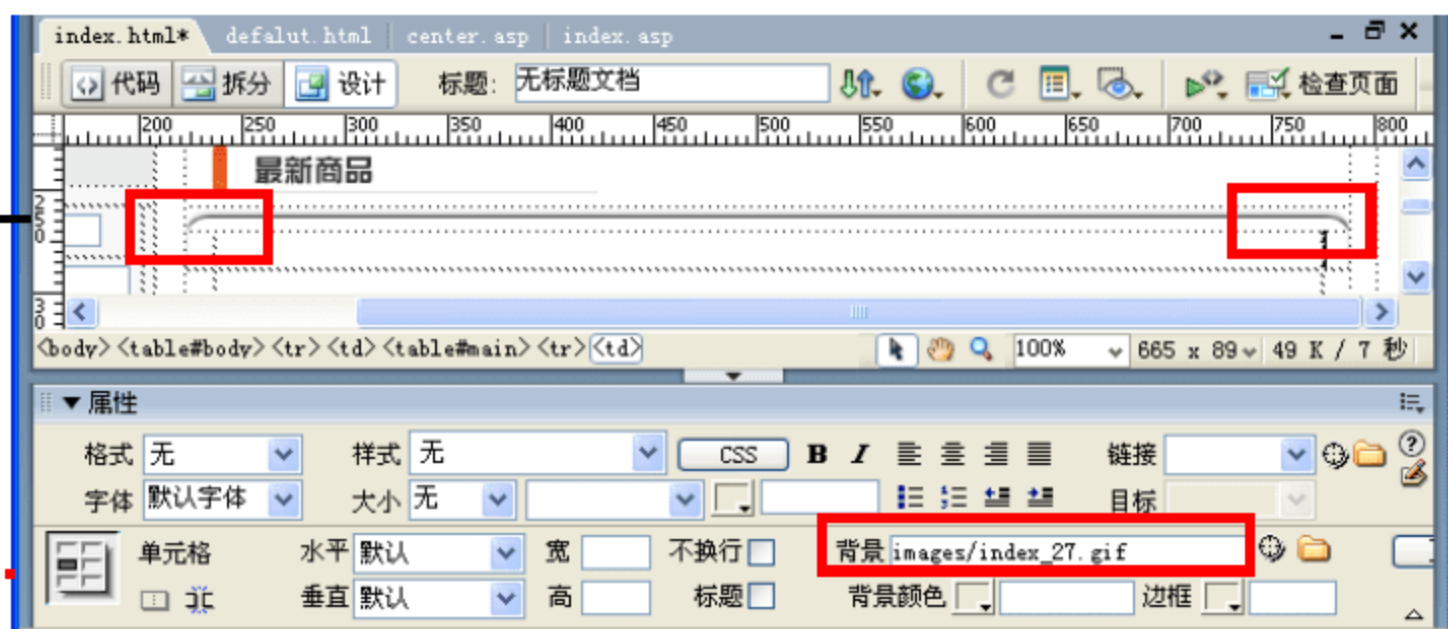 index.html* defalut.html center.asp index.asp
代码 拆分 设计 标题: 无标题文档 检查页面
200 250 300 350 400 450 500 550 600 650 700 750 800
最新商品
250
30
<body> <table#body> <tr> <td> <table#main> <tr> <td> 100% 665 x 89 49 K / 7 秒
属性
格式 无 样式 无 CSS B I 链接
字体 默认字体 大小 无 目标
单元格 水平 默认 宽 不换行 背景 images/index_27.gif
垂直 默认 高 标题 背景颜色 边框